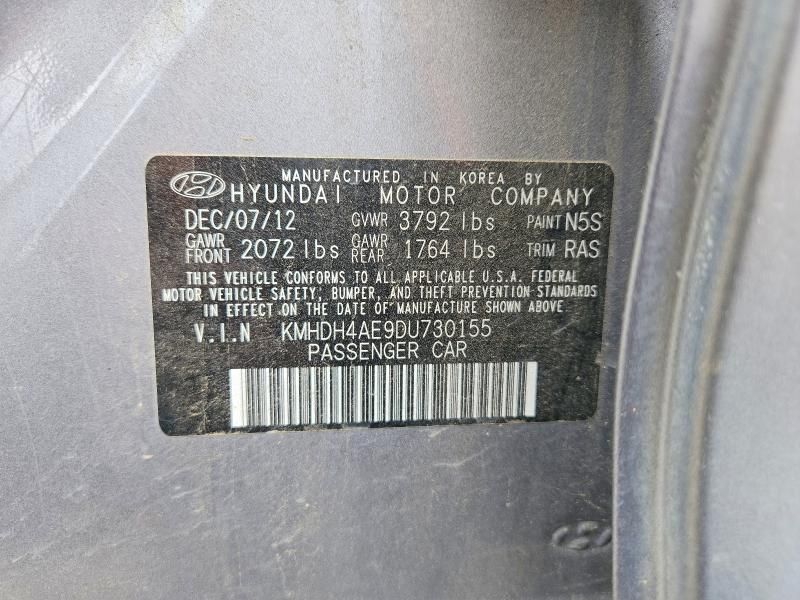 MANUFACTURED IN KOREA BY
HYUNDAI MOTOR COMPANY
DEC/07/12 GVWR 3792 lbs PAINT N5S
GAWR FRONT 2072 lbs GAWR REAR 1764 lbs TRIM RAS
THIS VEHICLE CONFORMS TO ALL APPLICABLE U.S.A. FEDERAL
MOTOR VEHICLE SAFETY, BUMPER, AND THEFT PREVENTION STANDARDS
IN EFFECT ON THE DATE OF MANUFACTURE SHOWN ABOVE
V.I.N KMHDH4AE9DU730155
PASSENGER CAR